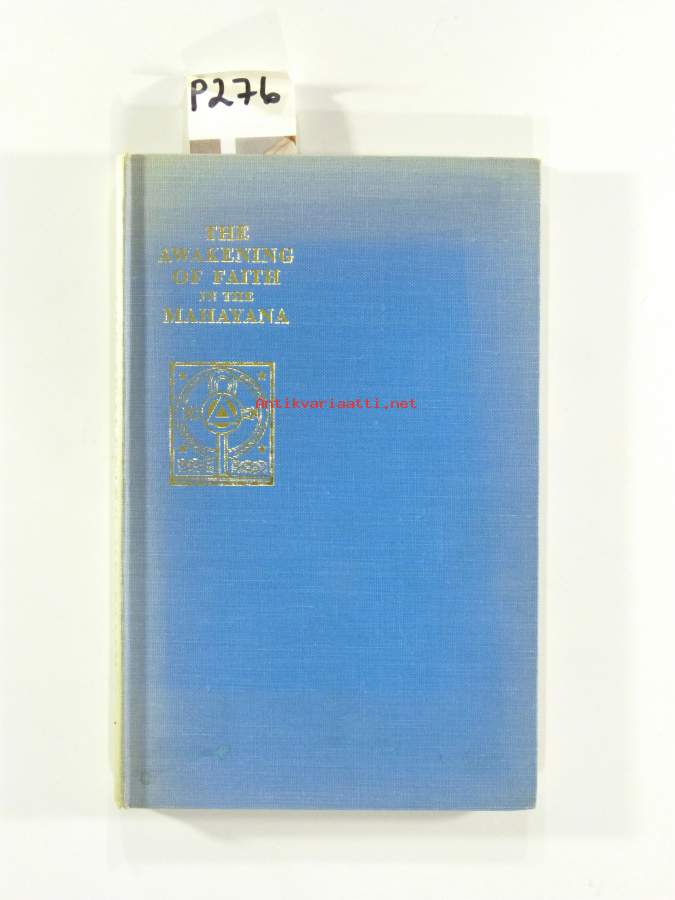 P276
THE
AWAKENING
OF FAITH
IN THE
MAHAYANA
Antikvariaatti.net